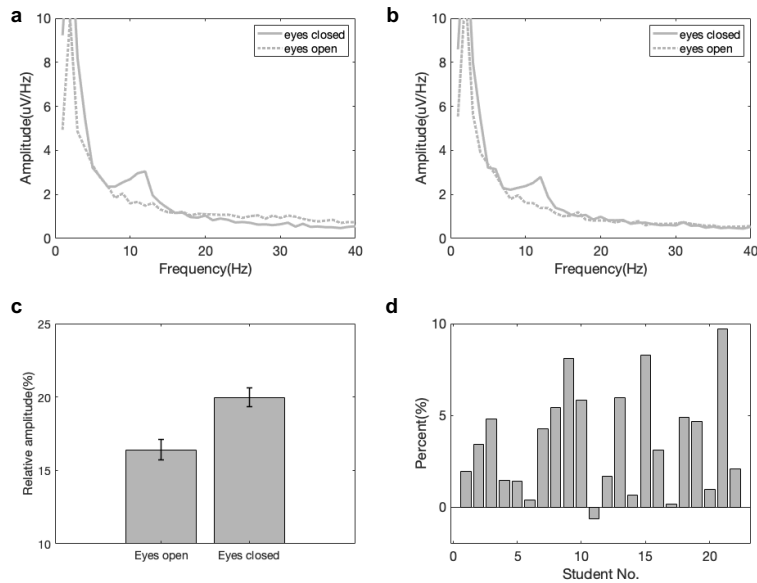 a
eyes closed
eyes open
Amplitude(uV/Hz)
10
8
6
4
2
0
0 10 20 30 40
Frequency(Hz)
b
eyes closed
eyes open
Amplitude(uV/Hz)
10
8
6
4
2
0
0 10 20 30 40
Frequency(Hz)
c
Relative amplitude(%)
25
20
15
10
Eyes open Eyes closed
d
Percent(%)
10
5
0
0 5 10 15 20
Student No.